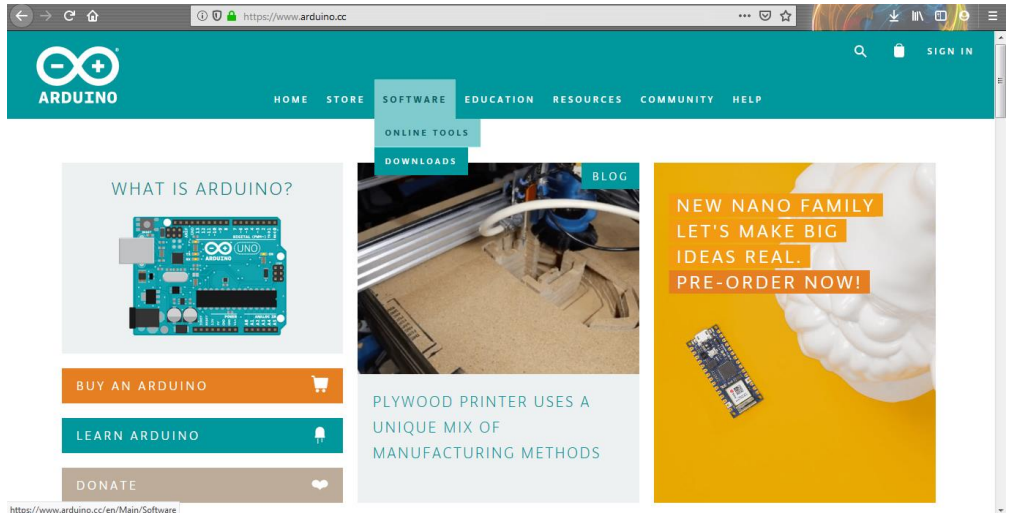 https://www.arduino.cc
SIGN IN
ARDUINO
HOME STORE SOFTWARE EDUCATION RESOURCES COMMUNITY HELP
ONLINE TOOLS
DOWNLOADS
WHAT IS ARDUINO?
UNO
ARDUINO
BUY AN ARDUINO
LEARN ARDUINO
DONATE
BLOG
PLYWOOD PRINTER USES A
UNIQUE MIX OF
MANUFACTURING METHODS
NEW NANO FAMILY
LET'S MAKE BIG
IDEAS REAL.
PRE-ORDER NOW!
https://www.arduino.cc/en/Main/Software